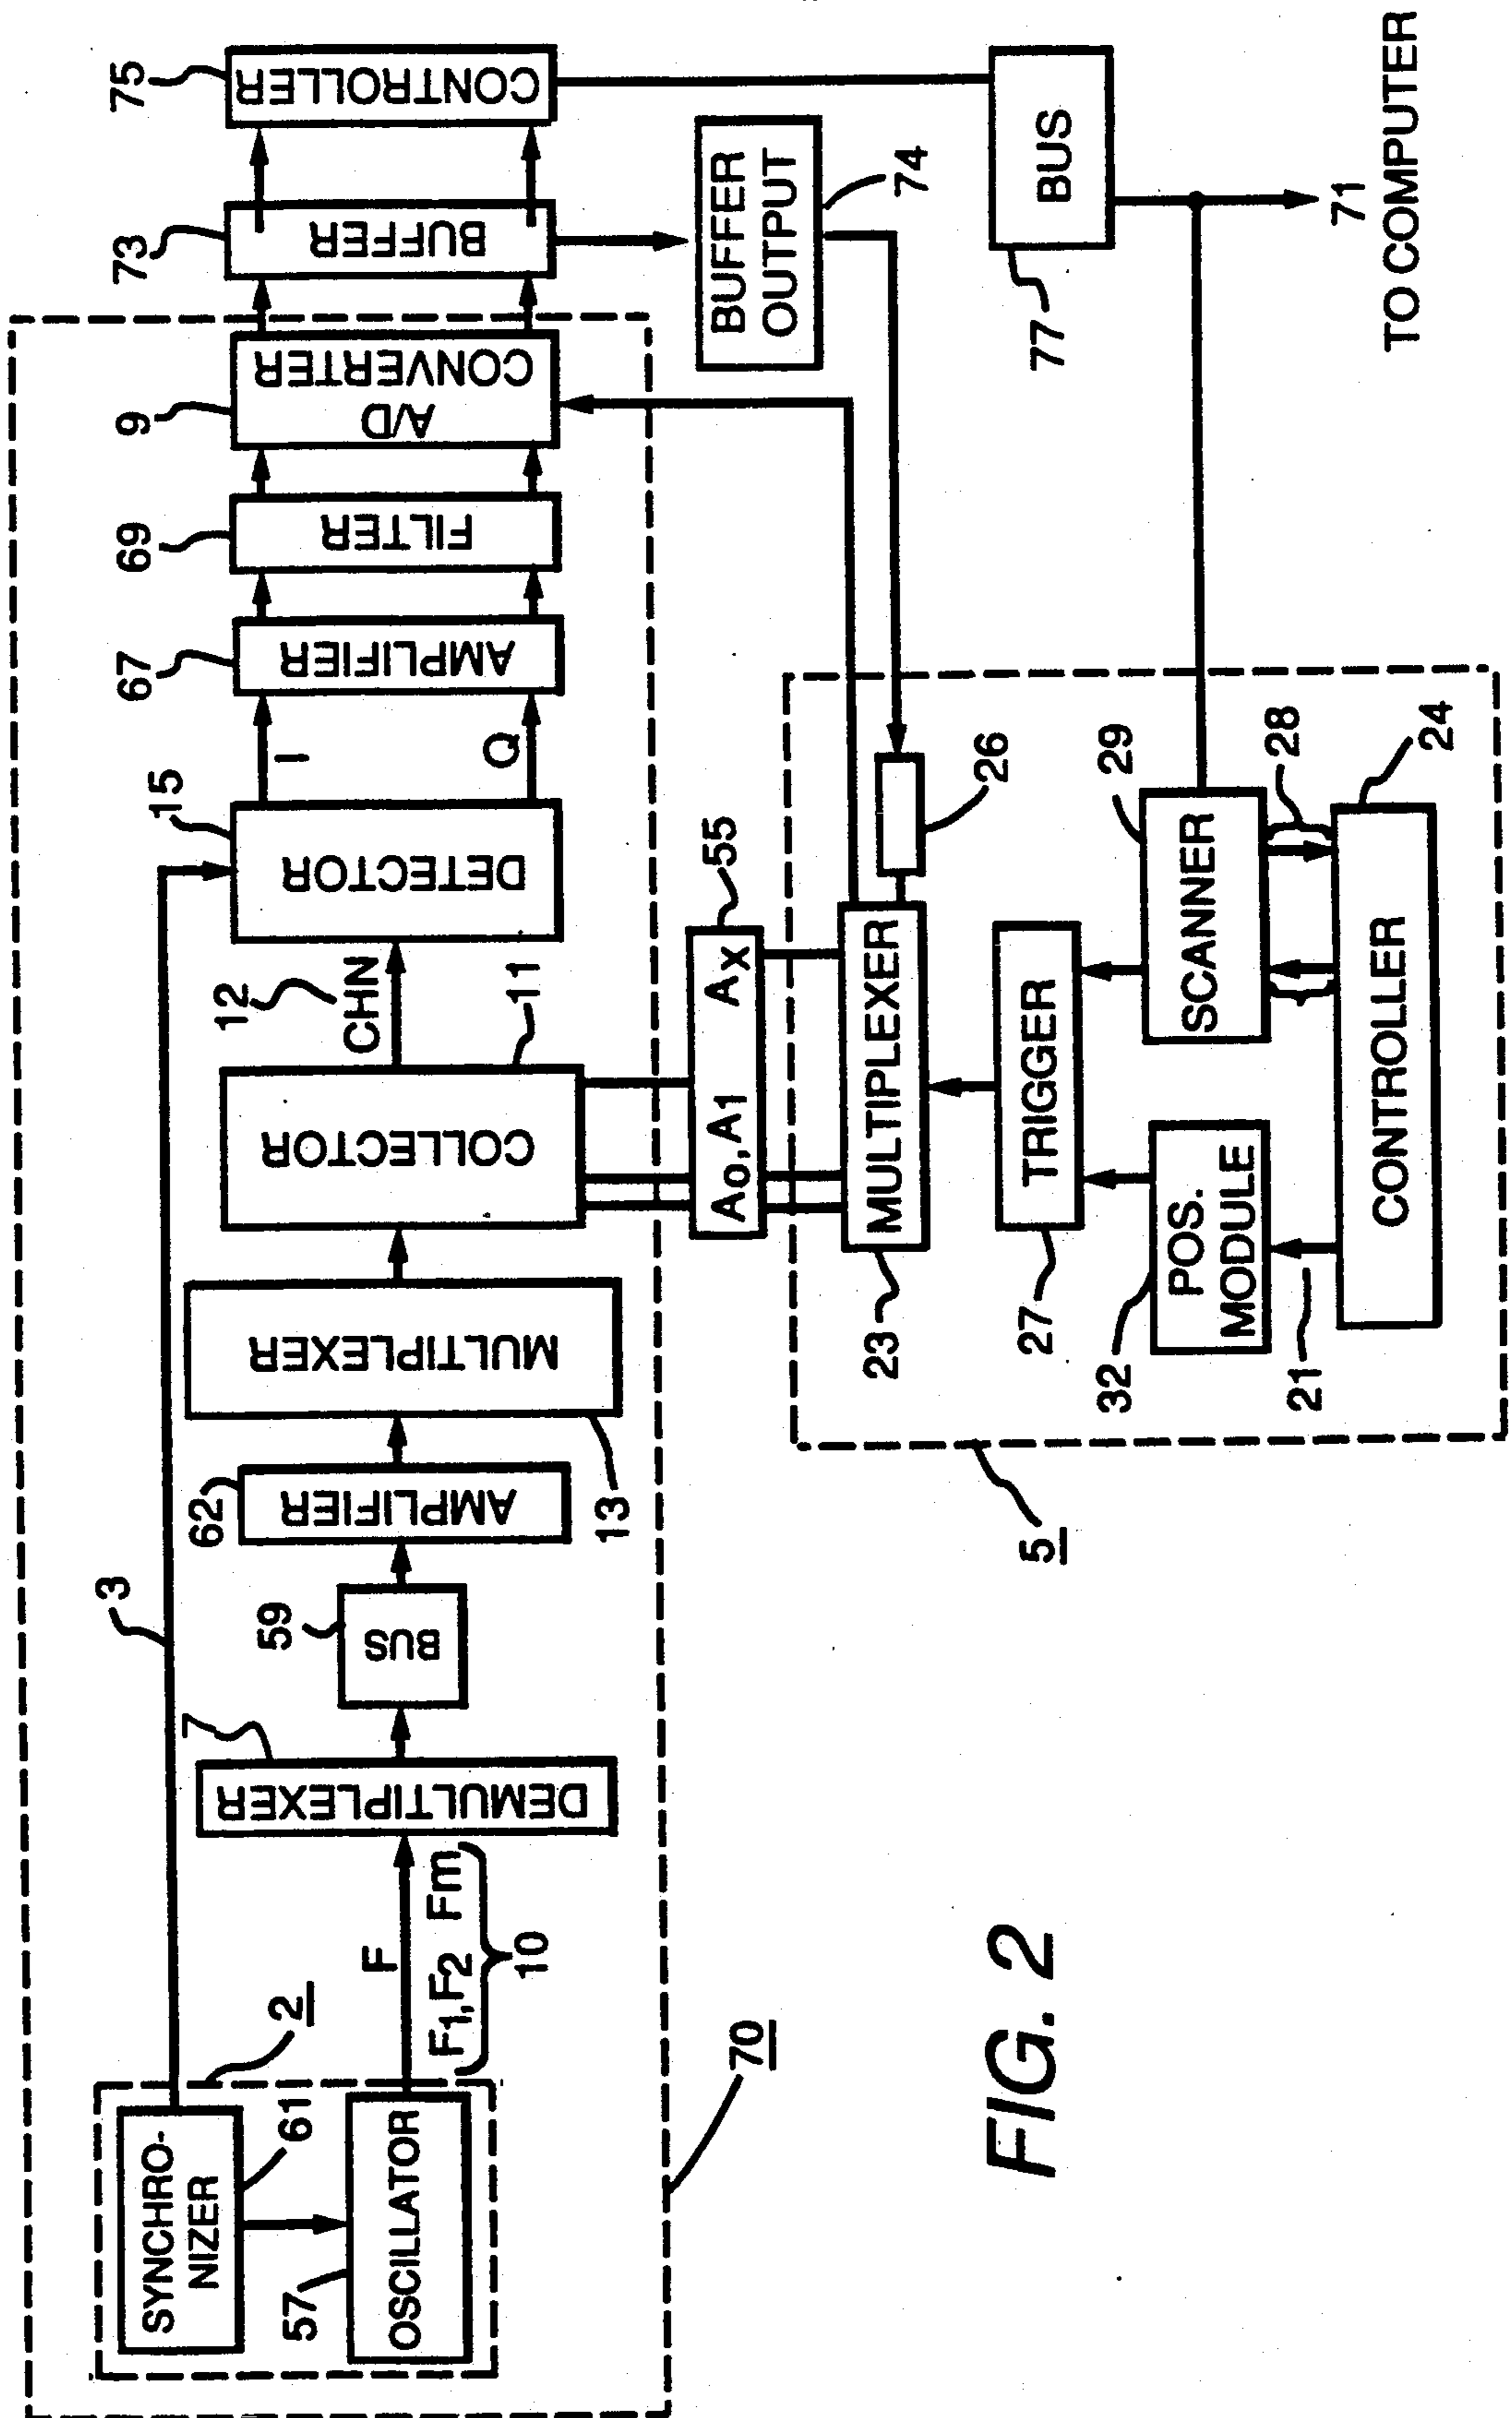 SYNCHRO-
NIZER
61
2
3
57
OSCILLATOR
F
F1, F2 Fm
10
7
DEMULTIPLEXER
59
BUS
62
AMPLIFIER
MULTIPLEXER
13
COLLECTOR
11
12
CHN
15
DETECTOR
I
Q
67
AMPLIFIER
69
FILTER
9
A/D
CONVERTER
73
BUFFER
75
CONTROLLER
70
BUFFER
OUTPUT
74
A0, A1 AX
55
MULTIPLEXER
23
26
TRIGGER
27
POS.
MODULE
32
21
SCANNER
29
28
CONTROLLER
24
5
BUS
77
71
TO COMPUTER
FIG. 2